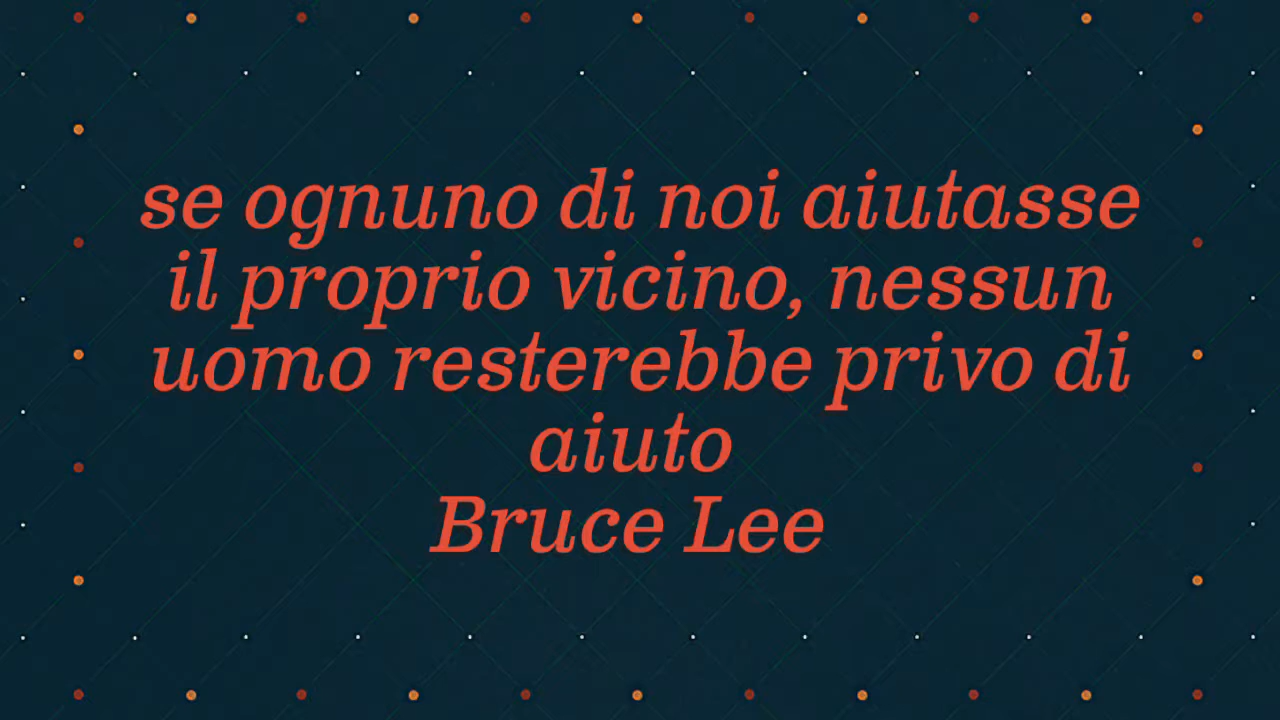 se ognuno di noi aiutasse
il proprio vicino, nessun
uomo resterebbe privo di
aiuto
Bruce Lee